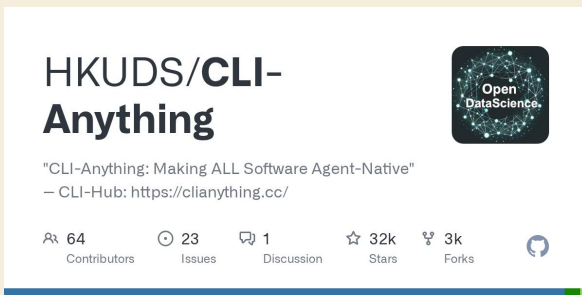 HKUDS/CLI-
Anything
Open
DataScience
"CLI-Anything: Making ALL Software Agent-Native"
– CLI-Hub: https://clianything.cc/
64
Contributors
23
Issues
1
Discussion
32k
Stars
3k
Forks